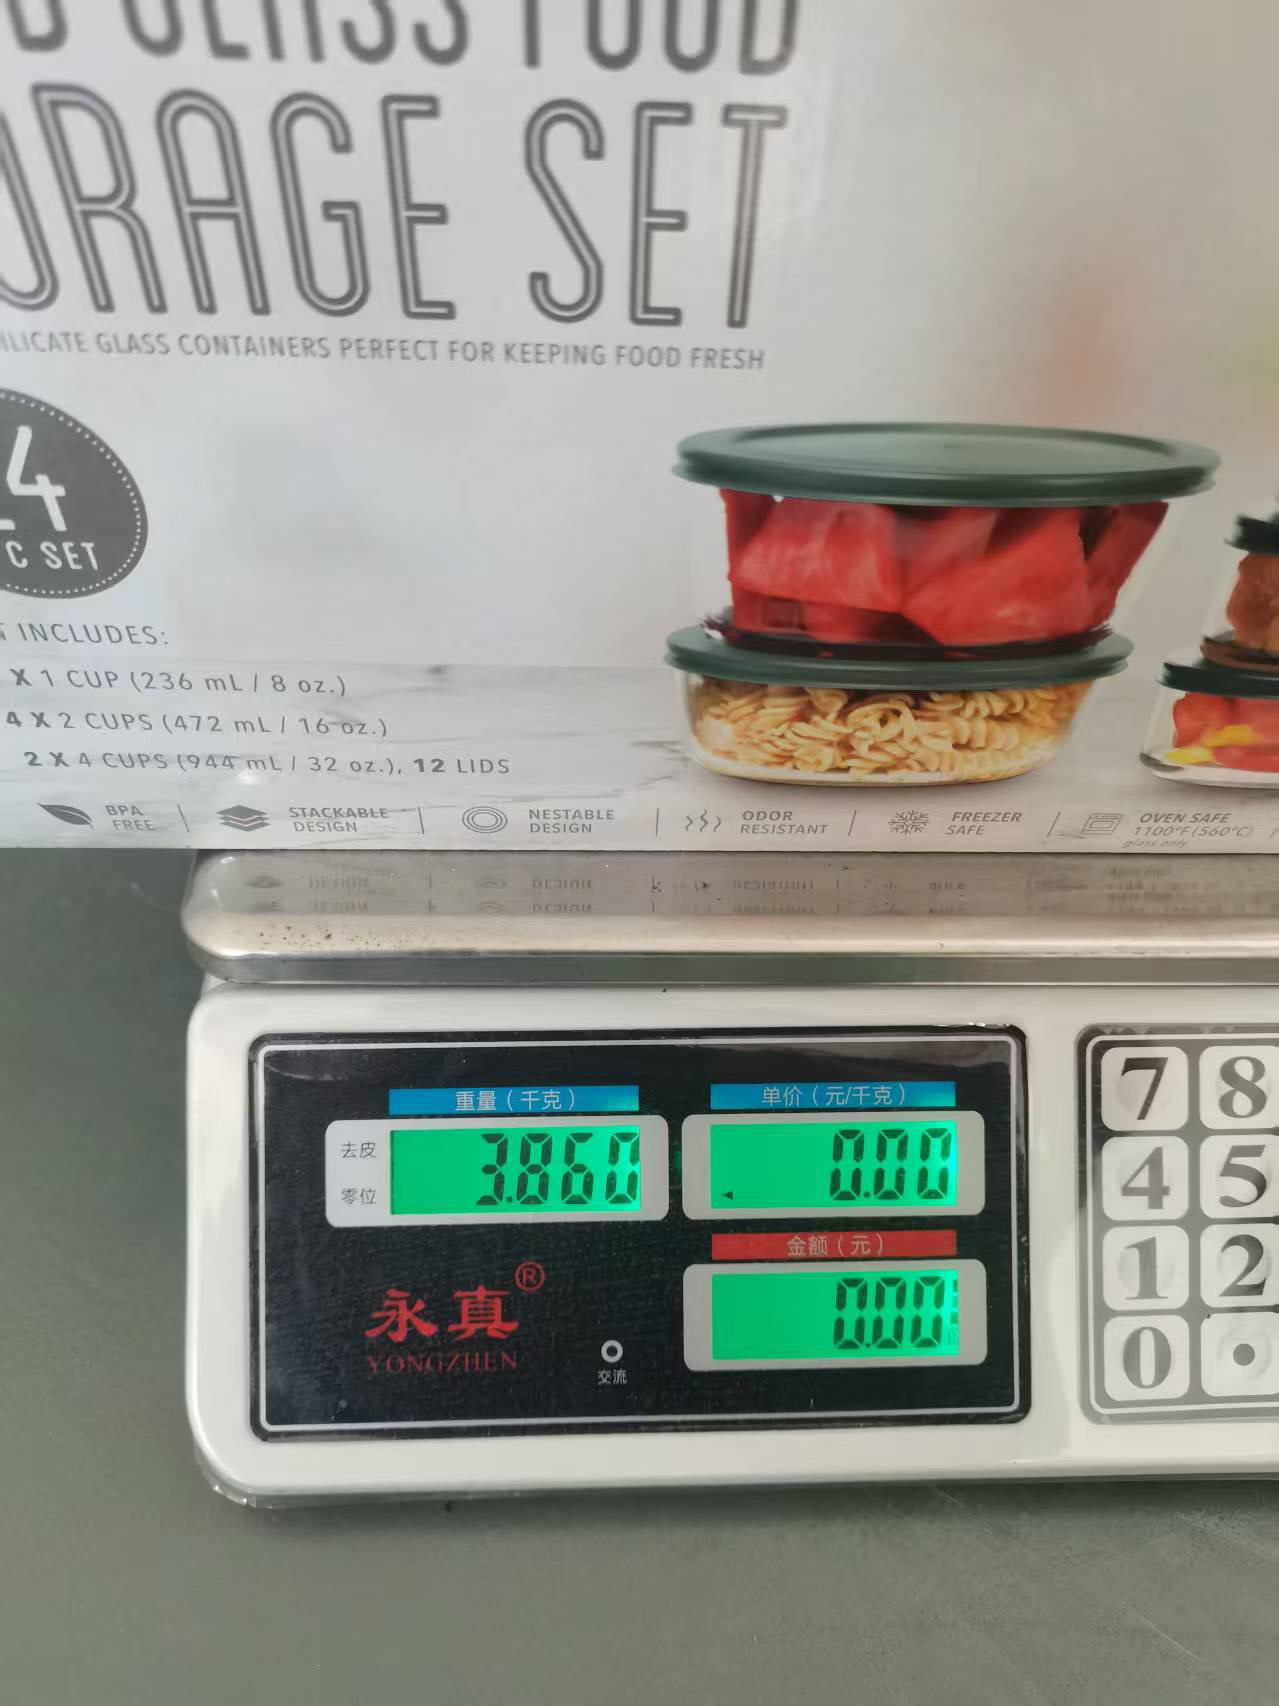 GLASS FOOD
ORAGE SET
ILICATE GLASS CONTAINERS PERFECT FOR KEEPING FOOD FRESH
4
C SET
INCLUDES:
X 1 CUP (236 mL / 8 oz.)
4 X 2 CUPS (472 mL / 16 oz.)
2 X 4 CUPS (944 mL / 32 oz.), 12 LIDS
BPA FREE
STACKABLE DESIGN
NESTABLE DESIGN
ODOR RESISTANT
FREEZER SAFE
OVEN SAFE
1100°F (560°C)
glass only
重量（千克）
单价（元/千克）
去皮
零位
3.860
0.00
金额（元）
0.00
永真®
YONGZHEN
交流
7 8
4 5
1 2
0 .